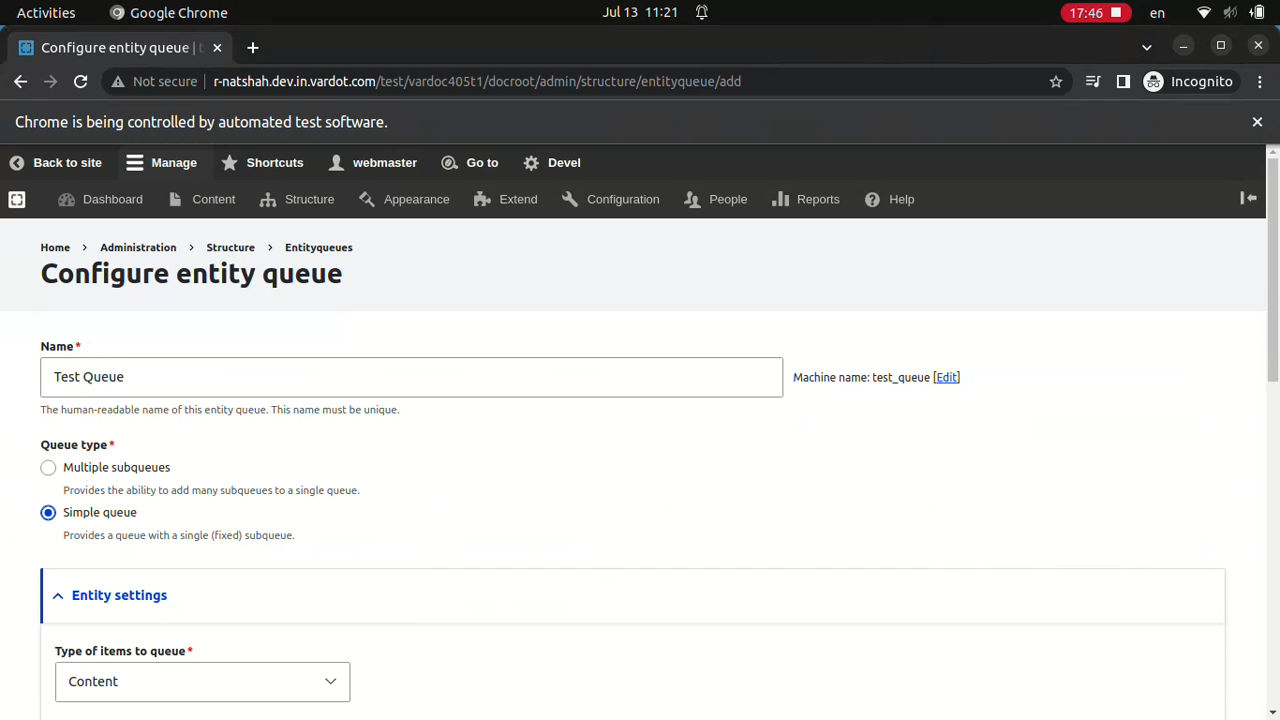 Activities Google Chrome Jul 13 11:21 17:46 en
Configure entity queue | t
Not secure r-natshah.dev.in.vardot.com/test/vardoc405t1/docroot/admin/structure/entityqueue/add Incognito
Chrome is being controlled by automated test software.
Back to site Manage Shortcuts webmaster Go to Devel
Dashboard Content Structure Appearance Extend Configuration People Reports Help
Home > Administration > Structure > Entityqueues
Configure entity queue
Name*
Test Queue Machine name: test_queue [Edit]
The human-readable name of this entity queue. This name must be unique.
Queue type*
Multiple subqueues
Provides the ability to add many subqueues to a single queue.
Simple queue
Provides a queue with a single (fixed) subqueue.
Entity settings
Type of items to queue*
Content